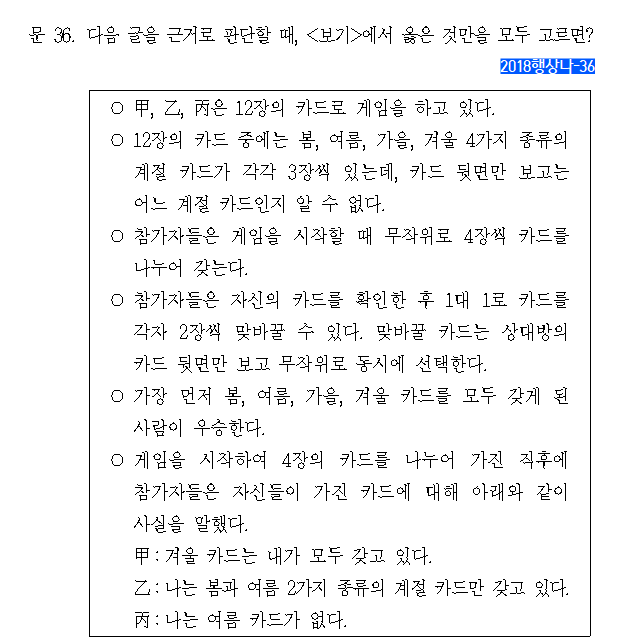 문 36. 다음 글을 근거로 판단할 때, <보기>에서 옳은 것만을 모두 고르면?
2018행상나-36
○ 甲, 乙, 丙은 12장의 카드로 게임을 하고 있다.
○ 12장의 카드 중에는 봄, 여름, 가을, 겨울 4가지 종류의
계절 카드가 각각 3장씩 있는데, 카드 뒷면만 보고는
어느 계절 카드인지 알 수 없다.
○ 참가자들은 게임을 시작할 때 무작위로 4장씩 카드를
나누어 갖는다.
○ 참가자들은 자신의 카드를 확인한 후 1대 1로 카드를
각자 2장씩 맞바꿀 수 있다. 맞바꿀 카드는 상대방의
카드 뒷면만 보고 무작위로 동시에 선택한다.
○ 가장 먼저 봄, 여름, 가을, 겨울 카드를 모두 갖게 된
사람이 우승한다.
○ 게임을 시작하여 4장의 카드를 나누어 가진 직후에
참가자들은 자신들이 가진 카드에 대해 아래와 같이
사실을 말했다.
甲 : 겨울 카드는 내가 모두 갖고 있다.
乙 : 나는 봄과 여름 2가지 종류의 계절 카드만 갖고 있다.
丙 : 나는 여름 카드가 없다.